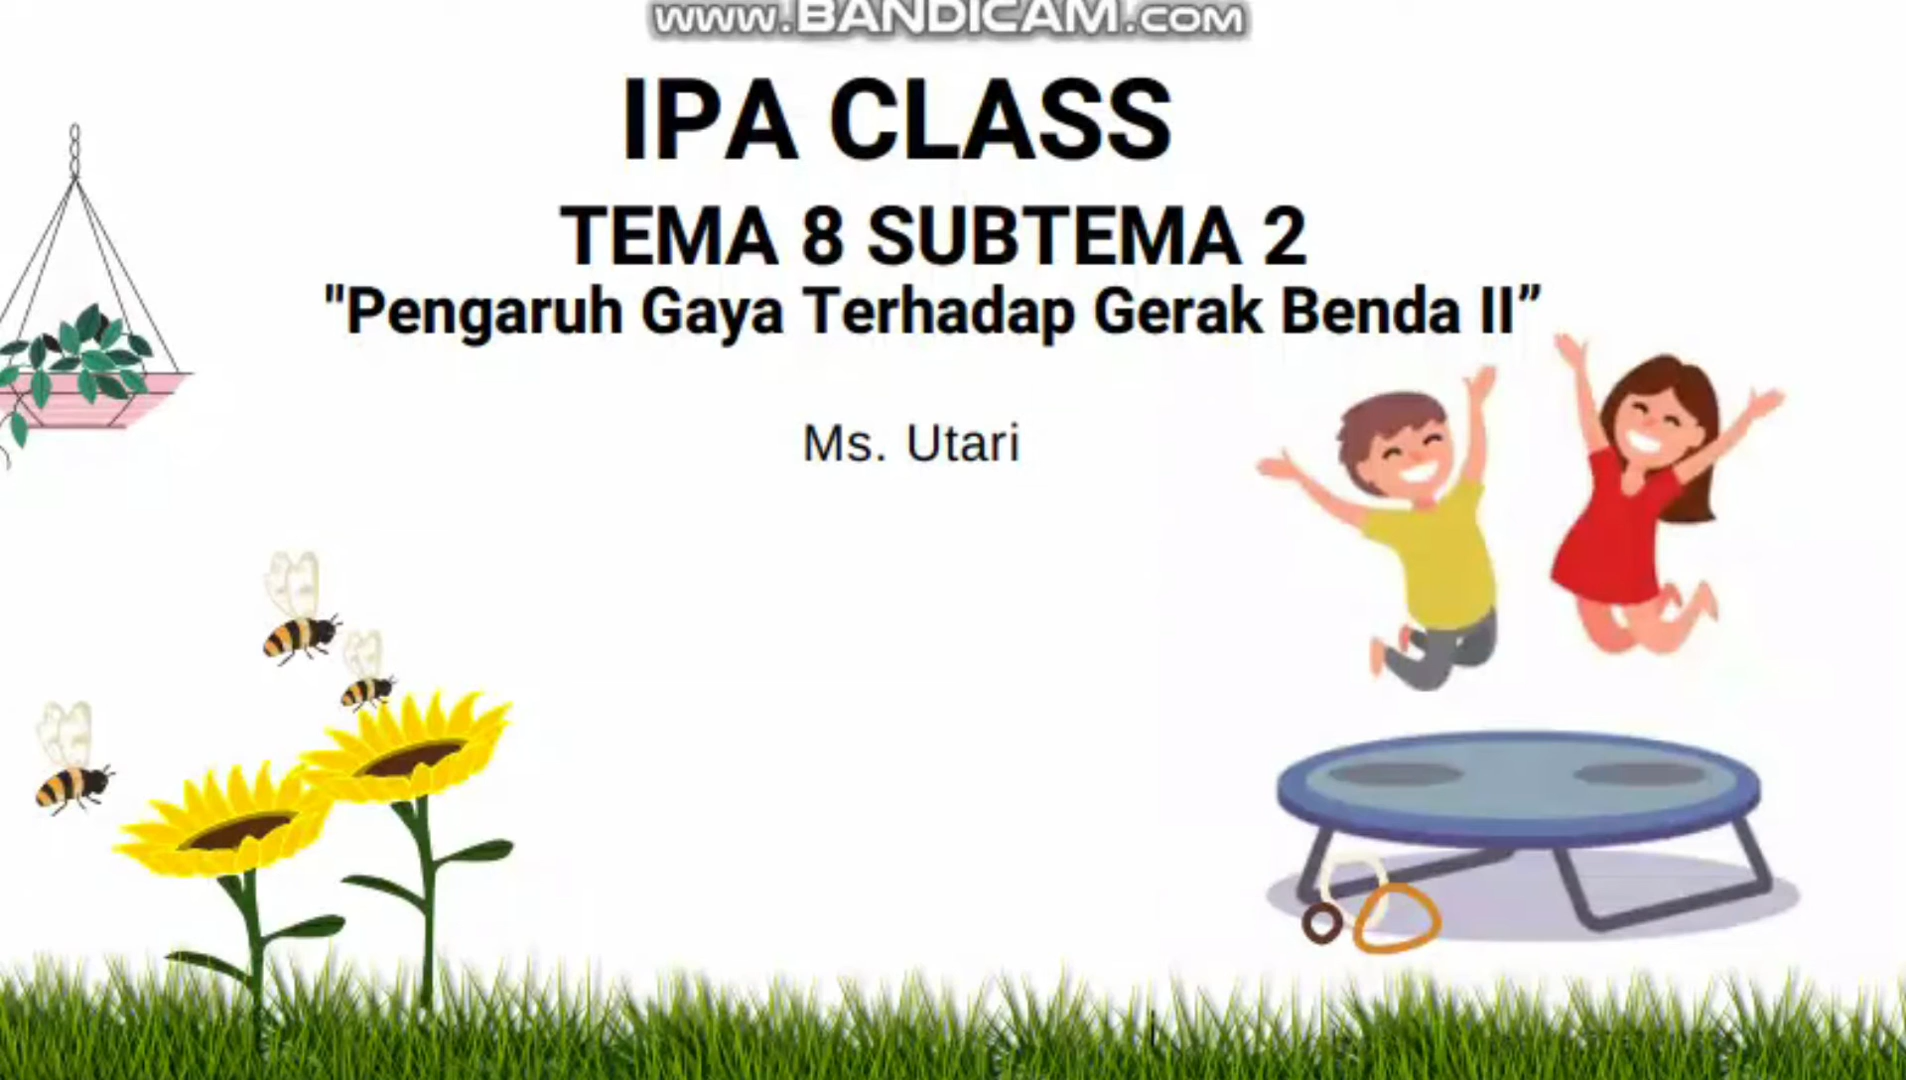 www.BANDICAM.COM
IPA CLASS
TEMA 8 SUBTEMA 2
"Pengaruh Gaya Terhadap Gerak Benda II”
Ms. Utari